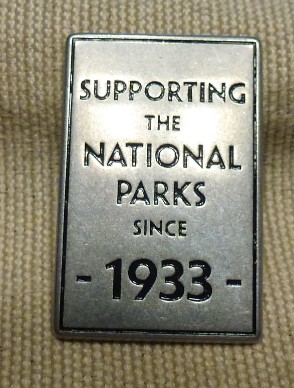 SUPPORTING
THE
NATIONAL
PARKS
SINCE
- 1933 -